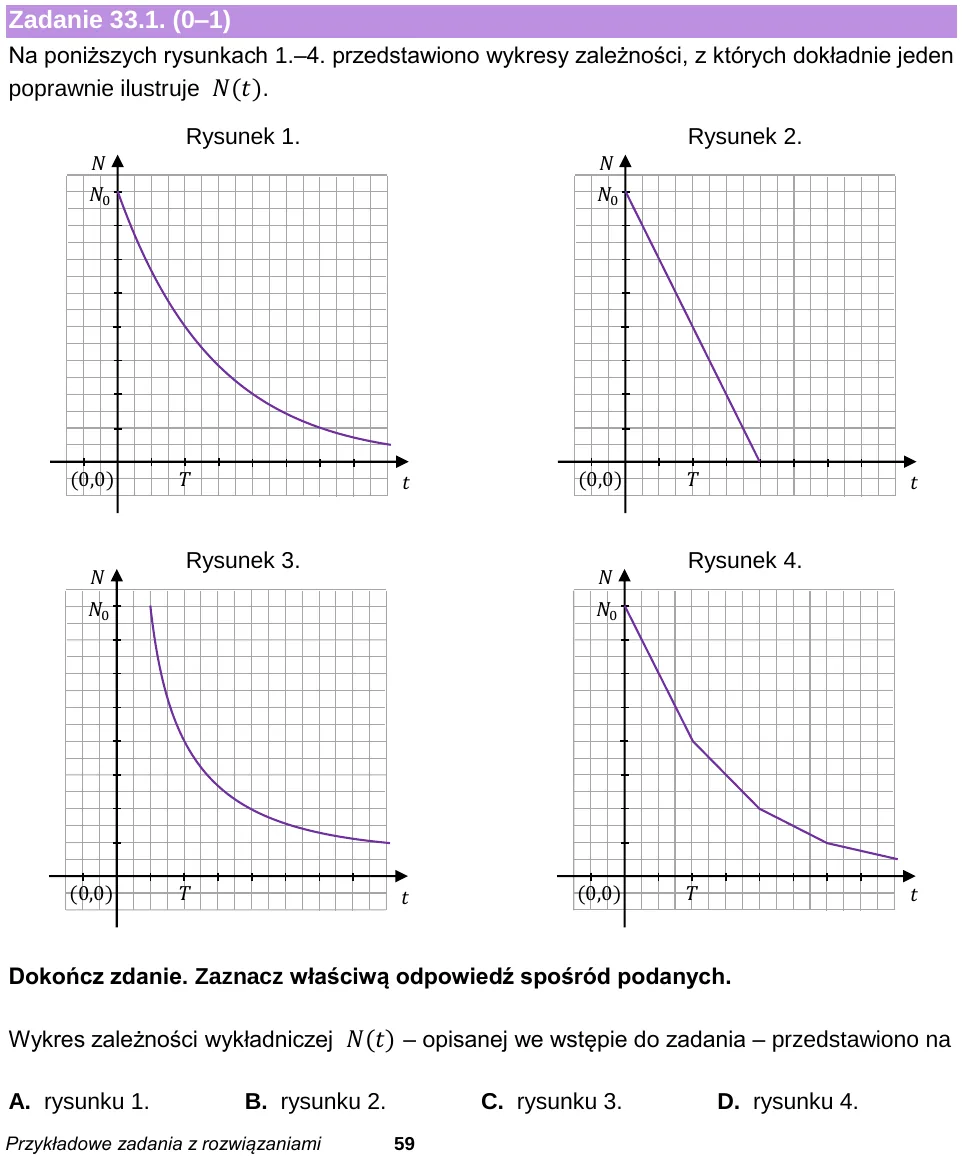 Zadanie 33.1. (0–1)
Na poniższych rysunkach 1.–4. przedstawiono wykresy zależności, z których dokładnie jeden
poprawnie ilustruje N(t).
Rysunek 1.
N
N₀
(0,0)
T
t
Rysunek 2.
N
N₀
(0,0)
T
t
Rysunek 3.
N
N₀
(0,0)
T
t
Rysunek 4.
N
N₀
(0,0)
T
t
Dokończ zdanie. Zaznacz właściwą odpowiedź spośród podanych.
Wykres zależności wykładniczej N(t) – opisanej we wstępie do zadania – przedstawiono na
A. rysunku 1. B. rysunku 2. C. rysunku 3. D. rysunku 4.
Przykładowe zadania z rozwiązaniami 59